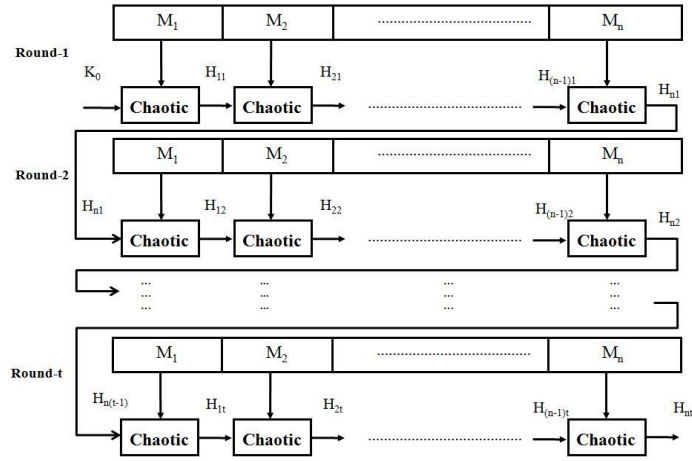 M₁ M₂ ........................... Mₙ
Round-1
K₀ H₁₁ H₂₁ H₍ₙ₋₁₎₁ Hₙ₁
Chaotic Chaotic ........................... Chaotic
Round-2
M₁ M₂ ........................... Mₙ
Hₙ₁ H₁₂ H₂₂ H₍ₙ₋₁₎₂ Hₙ₂
Chaotic Chaotic ........................... Chaotic
... ... ... ...
... ... ... ...
... ... ... ...
M₁ M₂ ........................... Mₙ
Round-t
Hₙ₍ₜ₋₁₎ H₁ₜ H₂ₜ H₍ₙ₋₁₎ₜ Hₙₜ
Chaotic Chaotic ........................... Chaotic